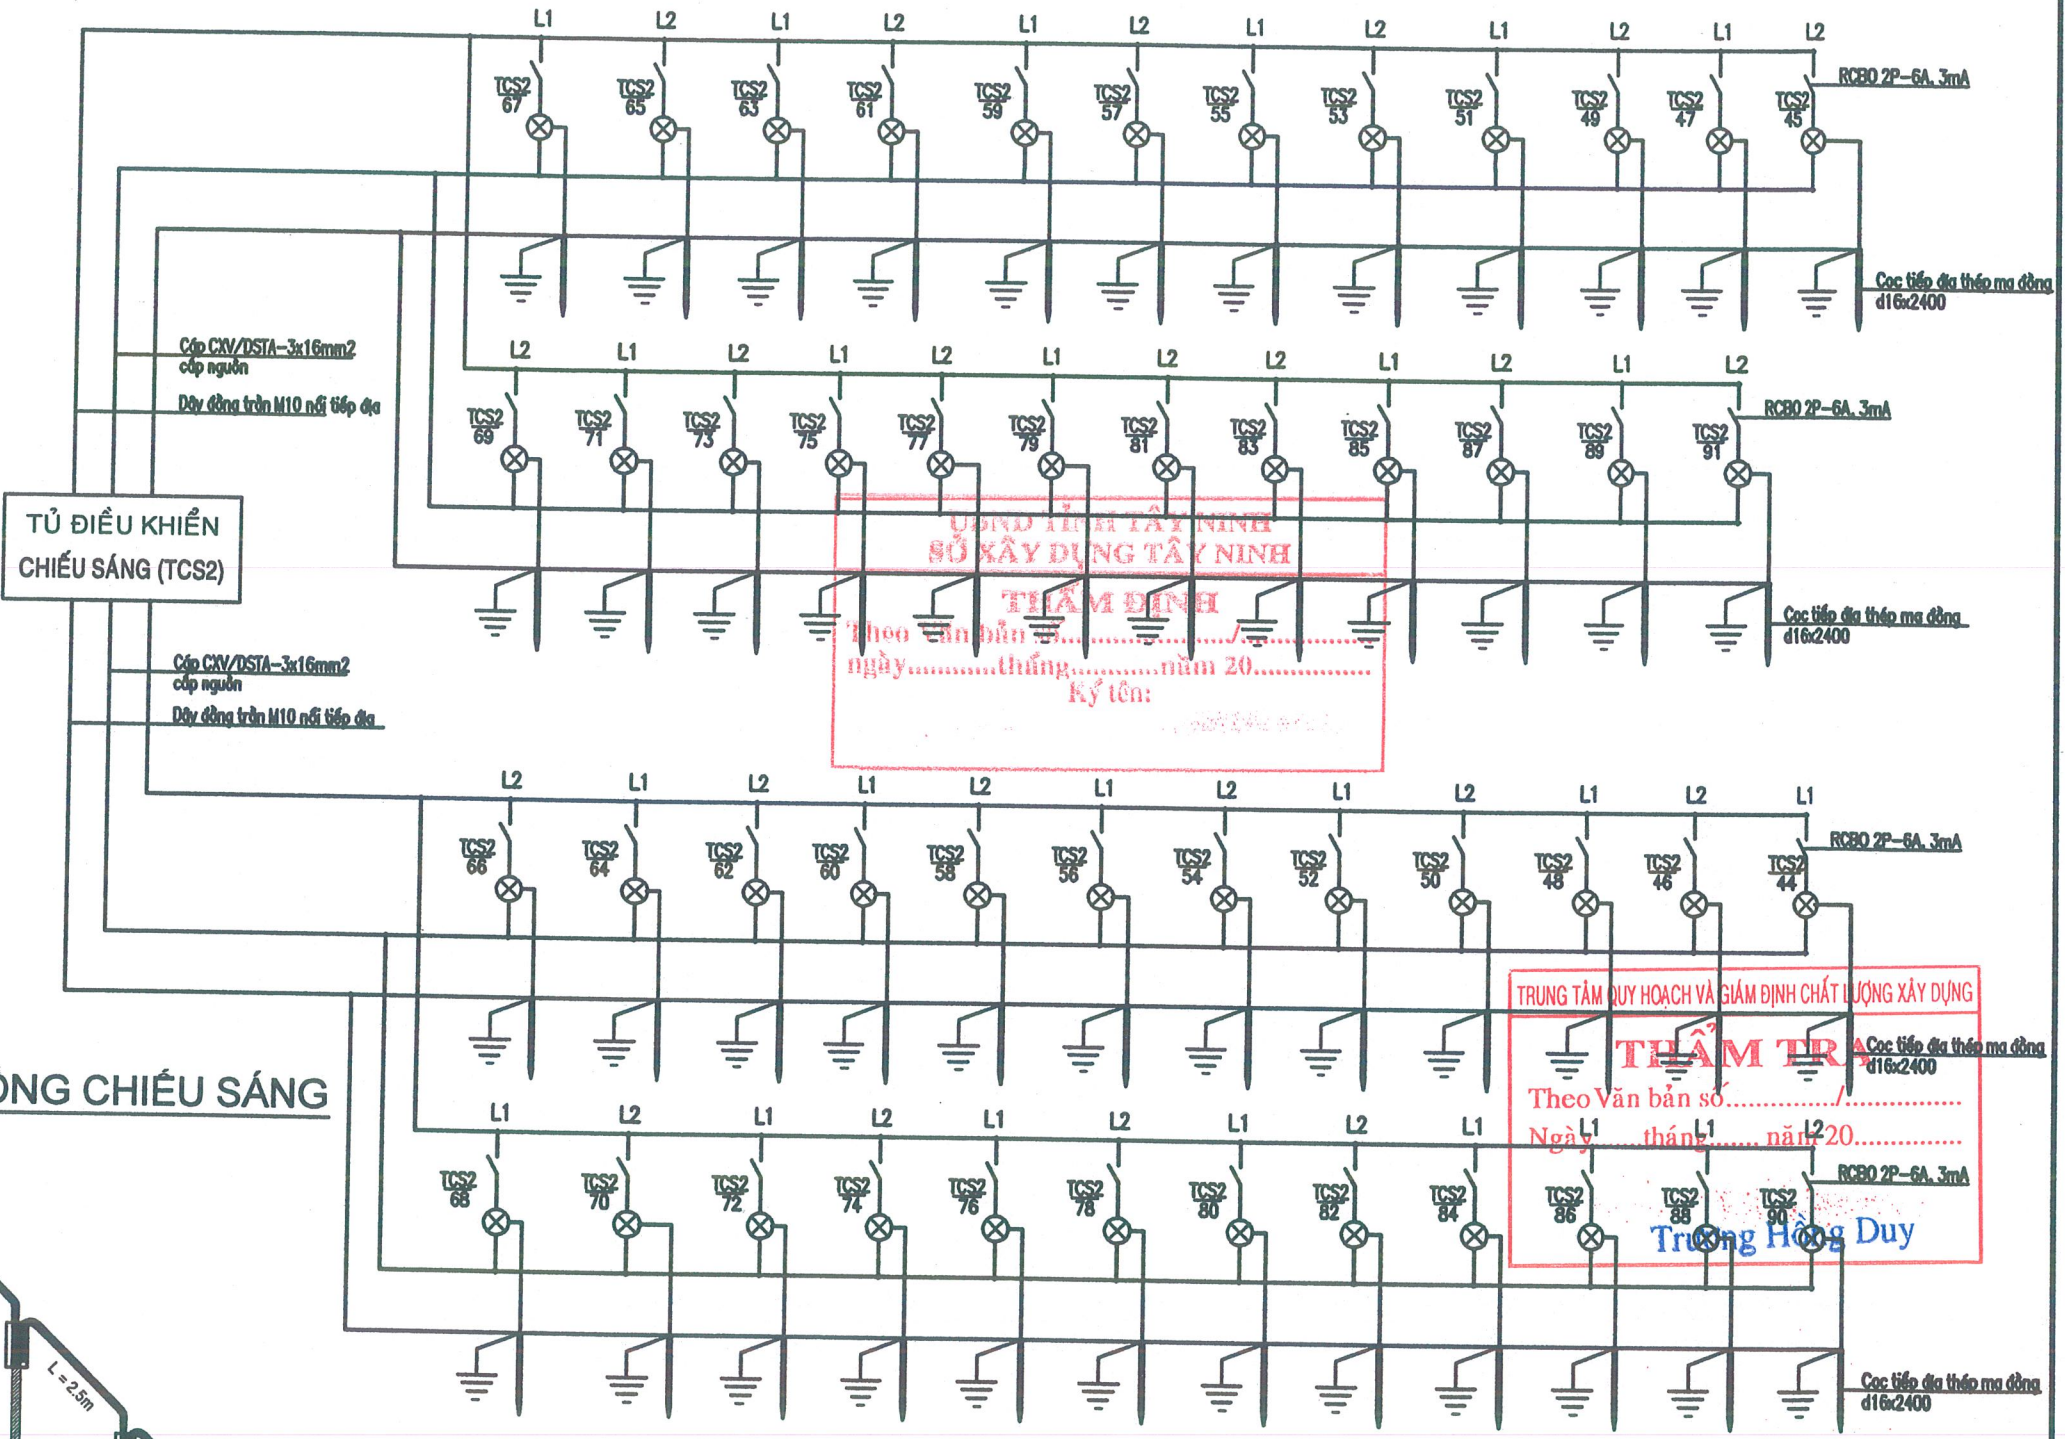 L1 L2 L1 L2 L1 L2 L1 L2 L1 L2 L1 L2
RCBO 2P-6A, 3mA
TCS2 TCS2 TCS2 TCS2 TCS2 TCS2 TCS2 TCS2 TCS2 TCS2 TCS2 TCS2
67 65 63 61 59 57 55 53 51 49 47 45
Cọc tiếp địa thép mạ đồng
d16x2400
Cáp CXV/DSTA-3x16mm2
cấp nguồn
Dây đồng trần M10 nối tiếp địa
L2 L1 L2 L1 L2 L1 L2 L2 L1 L2 L1 L2
RCBO 2P-6A, 3mA
TCS2 TCS2 TCS2 TCS2 TCS2 TCS2 TCS2 TCS2 TCS2 TCS2 TCS2 TCS2
69 71 73 75 77 79 81 83 85 87 89 91
TỦ ĐIỀU KHIỂN
CHIẾU SÁNG (TCS2)
UBND TỈNH TÂY NINH
SỞ XÂY DỰNG TÂY NINH
THẨM ĐỊNH
Theo Văn bản số...................../................
ngày............tháng............năm 20................
Ký tên:
Cọc tiếp địa thép mạ đồng
d16x2400
Cáp CXV/DSTA-3x16mm2
cấp nguồn
Dây đồng trần M10 nối tiếp địa
L2 L1 L2 L1 L2 L1 L2 L1 L2 L1 L2 L1
RCBO 2P-6A, 3mA
TCS2 TCS2 TCS2 TCS2 TCS2 TCS2 TCS2 TCS2 TCS2 TCS2 TCS2 TCS2
66 64 62 60 58 56 54 52 50 48 46 44
TRUNG TÂM QUY HOẠCH VÀ GIÁM ĐỊNH CHẤT LƯỢNG XÂY DỰNG
THẨM TRA
Theo Văn bản số............../...............
Ngày.......tháng....... năm 20..............
Trương Hồng Duy
Cọc tiếp địa thép mạ đồng
d16x2400
ỐNG CHIẾU SÁNG
L1 L2 L1 L2 L1 L2 L1 L2 L1 L1 L1 L2
RCBO 2P-6A, 3mA
TCS2 TCS2 TCS2 TCS2 TCS2 TCS2 TCS2 TCS2 TCS2 TCS2 TCS2 TCS2
68 70 72 74 76 78 80 82 84 86 88 90
Cọc tiếp địa thép mạ đồng
d16x2400
L = 2.5m